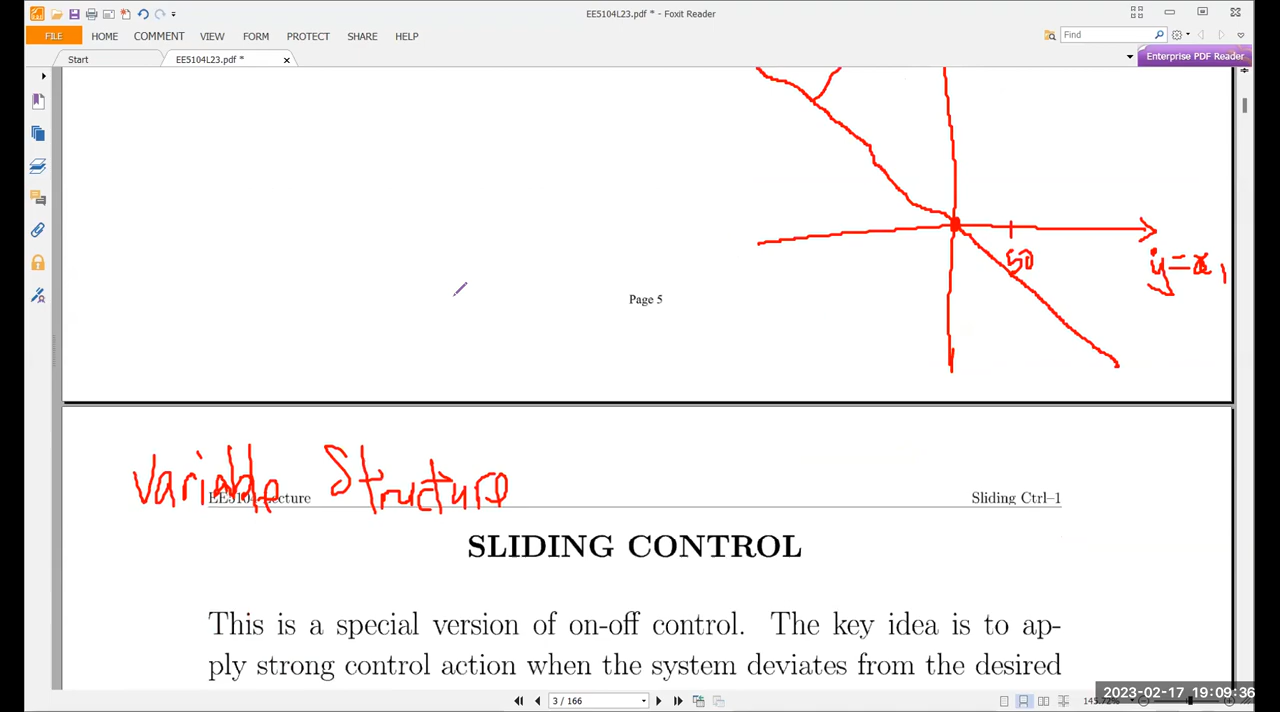 EE5104L23.pdf * - Foxit Reader
FILE HOME COMMENT VIEW FORM PROTECT SHARE HELP
Find
Start EE5104L23.pdf *
Enterprise PDF Reader
50
y=x1
Page 5
Variable Structure
EE5104 Lecture Sliding Ctrl–1
SLIDING CONTROL
This is a special version of on-off control. The key idea is to ap-
ply strong control action when the system deviates from the desired
3 / 166
2023-02-17 19:09:36
145.72%